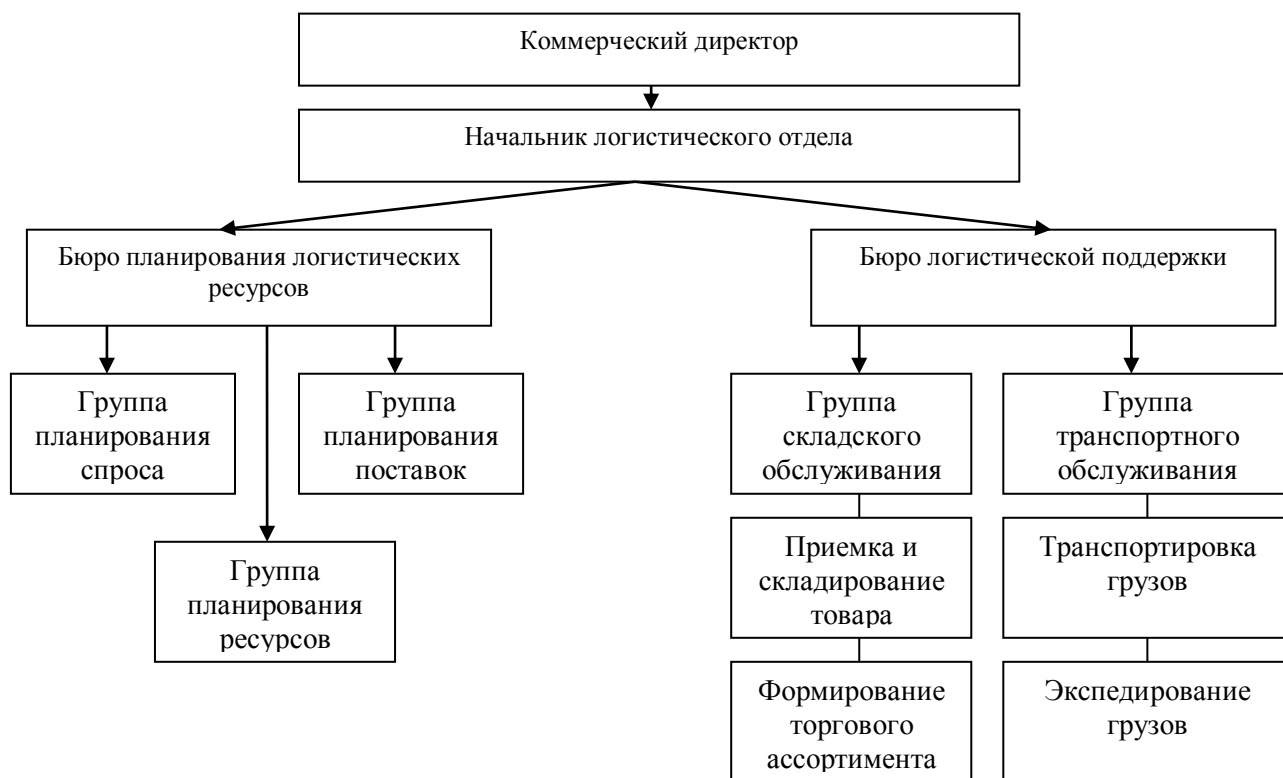 Коммерческий директор
Начальник логистического отдела
Бюро планирования логистических
ресурсов
Бюро логистической поддержки
Группа
планирования
спроса
Группа
планирования
поставок
Группа
складского
обслуживания
Группа
транспортного
обслуживания
Группа
планирования
ресурсов
Приемка и
складирование
товара
Транспортировка
грузов
Формирование
торгового
ассортимента
Экспедирование
грузов